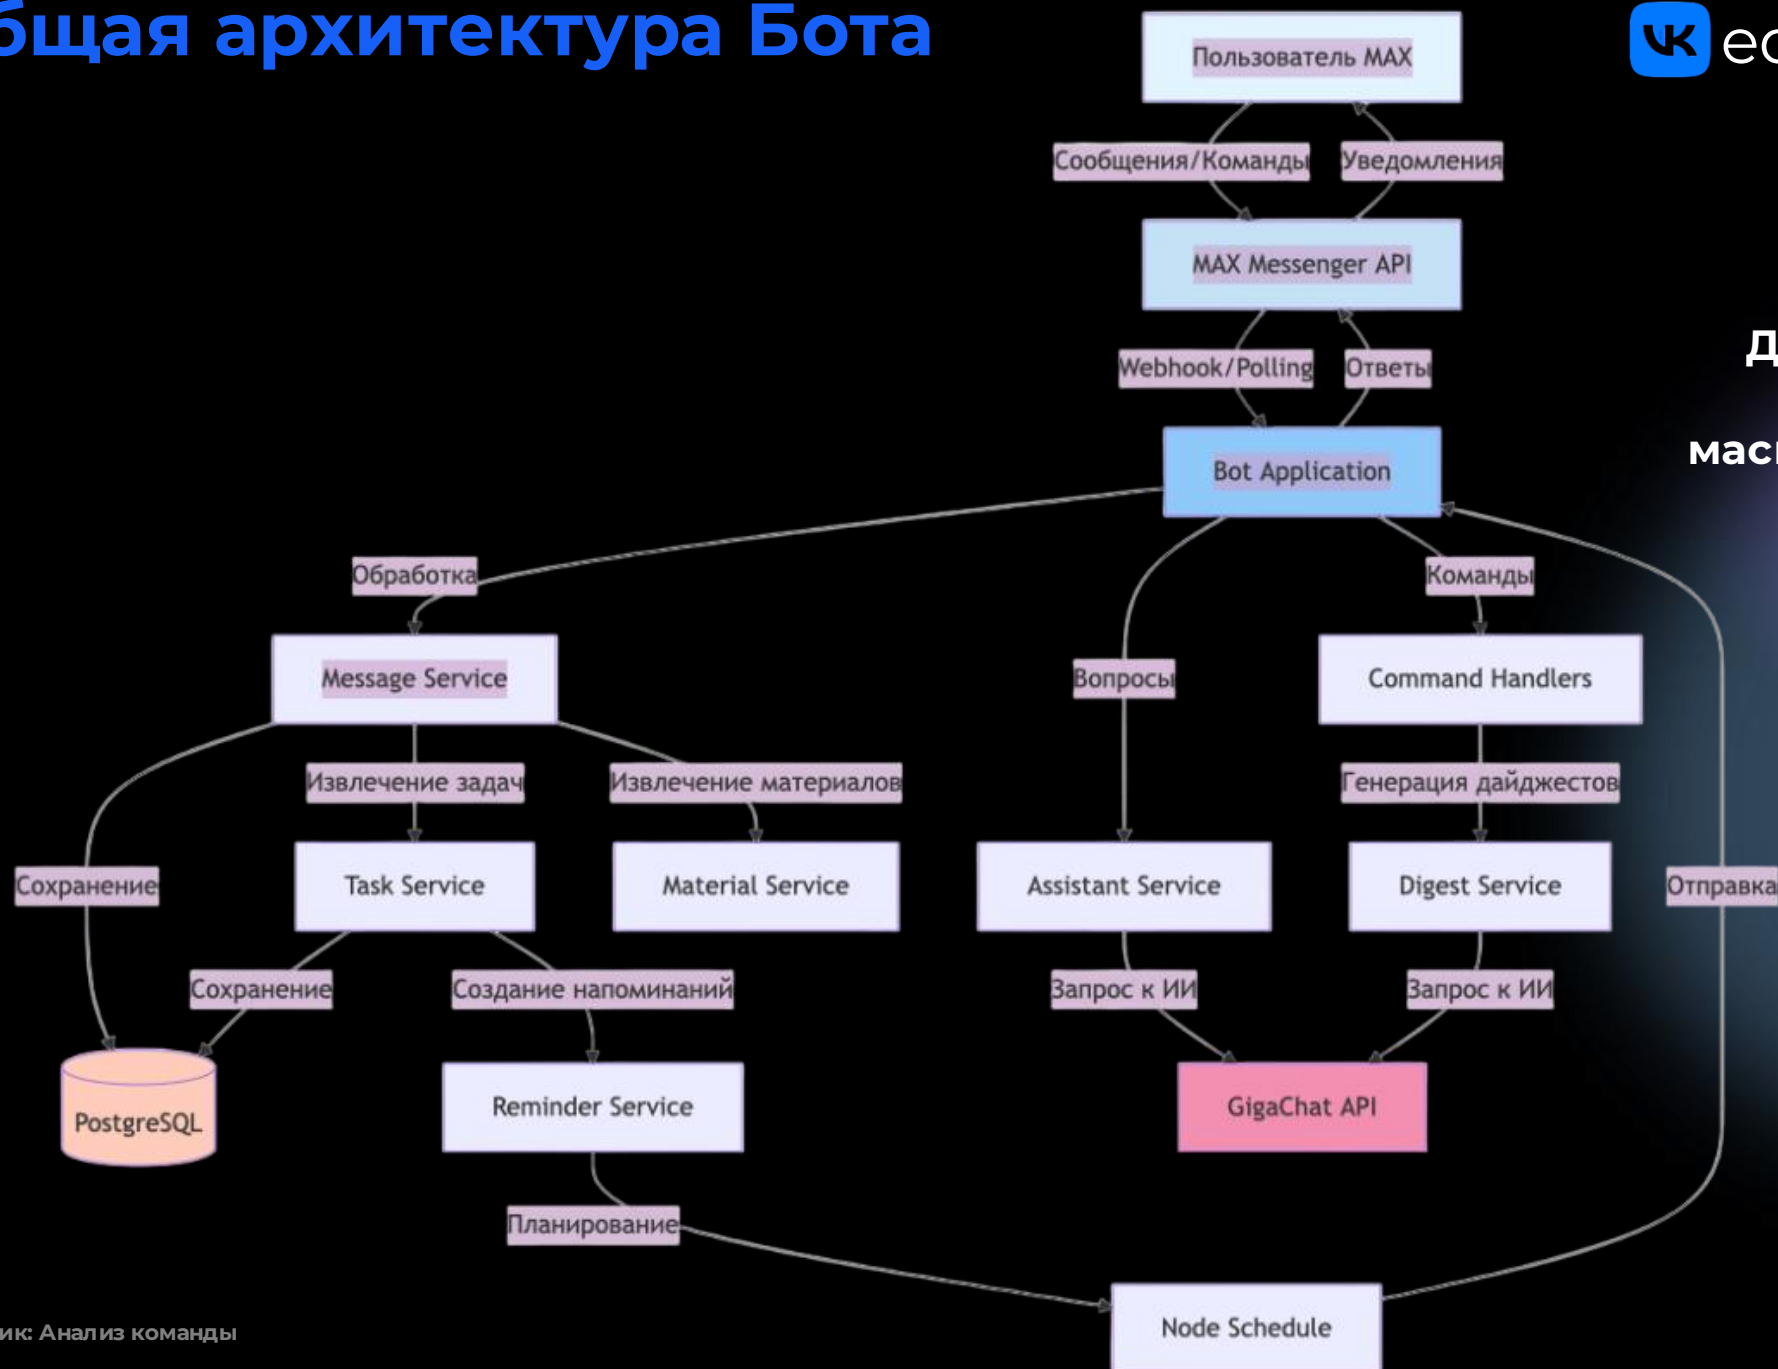 бщая архитектура Бота
Пользователь MAX
Сообщения/Команды
Уведомления
MAX Messenger API
Webhook/Polling
Ответы
Bot Application
Обработка
Команды
Message Service
Вопросы
Command Handlers
Извлечение задач
Извлечение материалов
Генерация дайджестов
Сохранение
Task Service
Material Service
Assistant Service
Digest Service
Отправка
Сохранение
Создание напоминаний
Запрос к ИИ
Запрос к ИИ
PostgreSQL
Reminder Service
GigaChat API
Планирование
Node Schedule
ик: Анализ команды